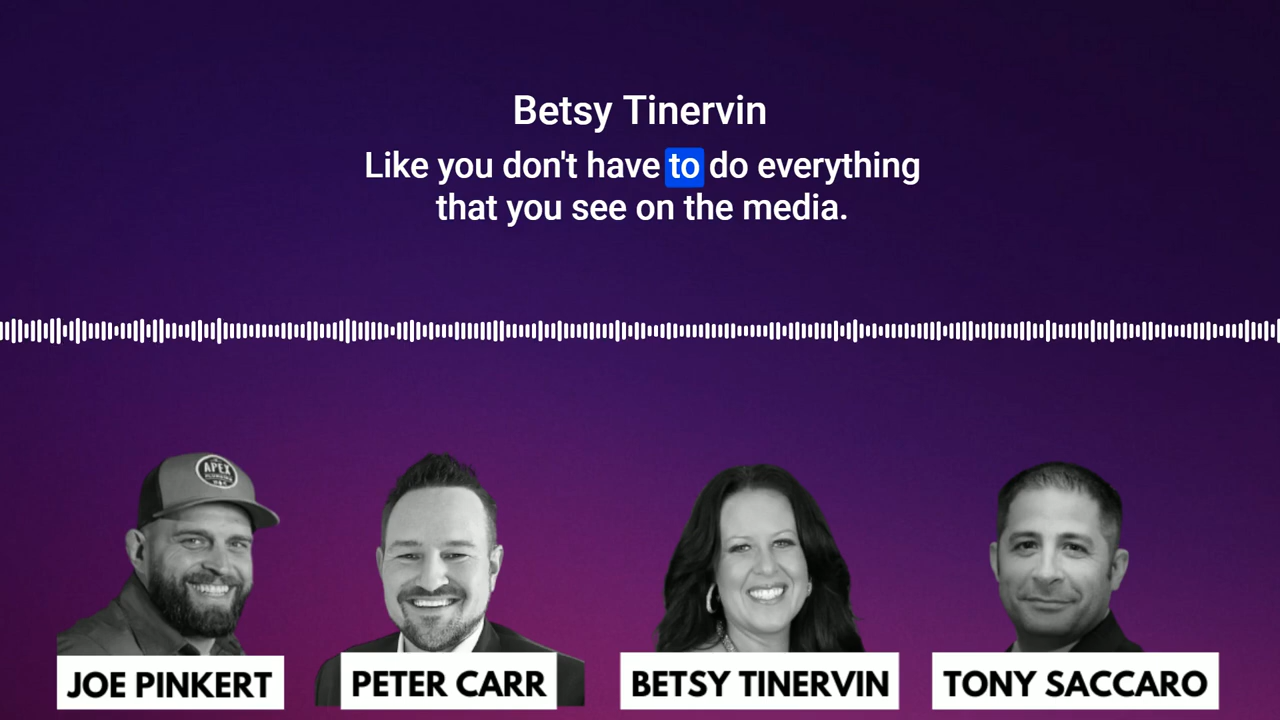 Betsy Tinervin
Like you don't have to do everything
that you see on the media.
APEX
JOE PINKERT
PETER CARR
BETSY TINERVIN
TONY SACCARO